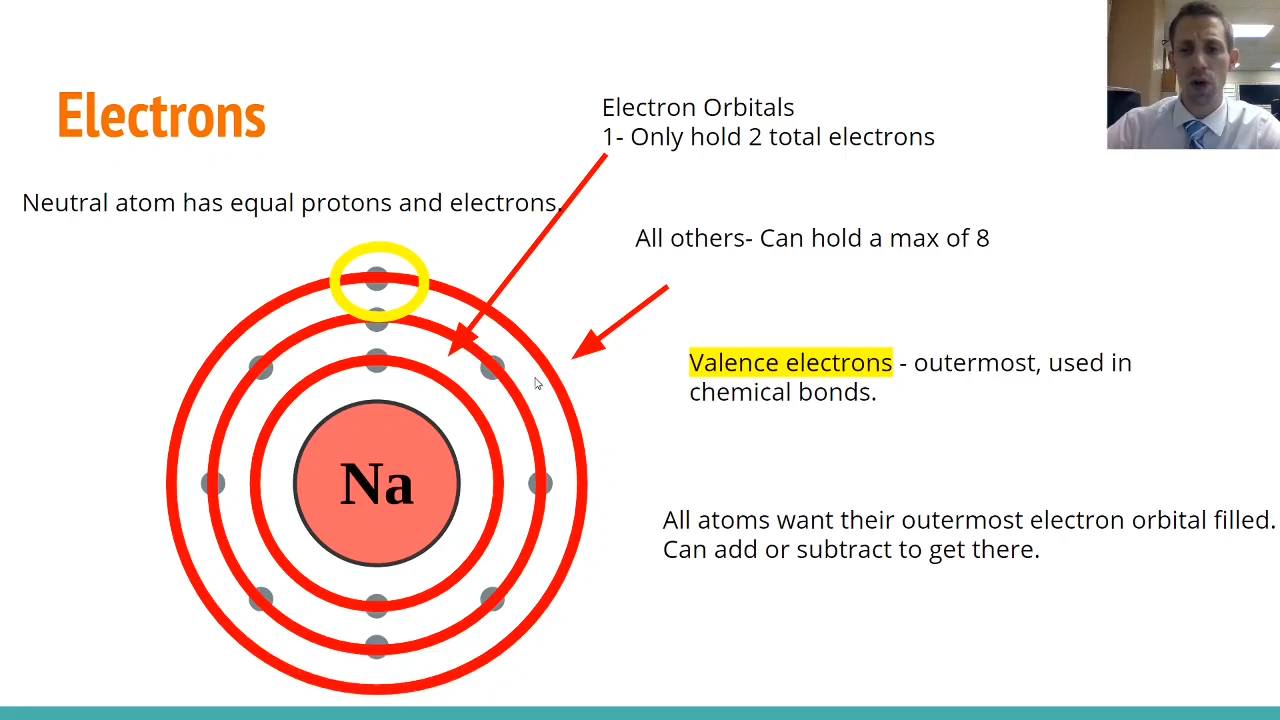 Electrons
Electron Orbitals
1- Only hold 2 total electrons
Neutral atom has equal protons and electrons.
All others- Can hold a max of 8
Valence electrons - outermost, used in
chemical bonds.
Na
All atoms want their outermost electron orbital filled.
Can add or subtract to get there.